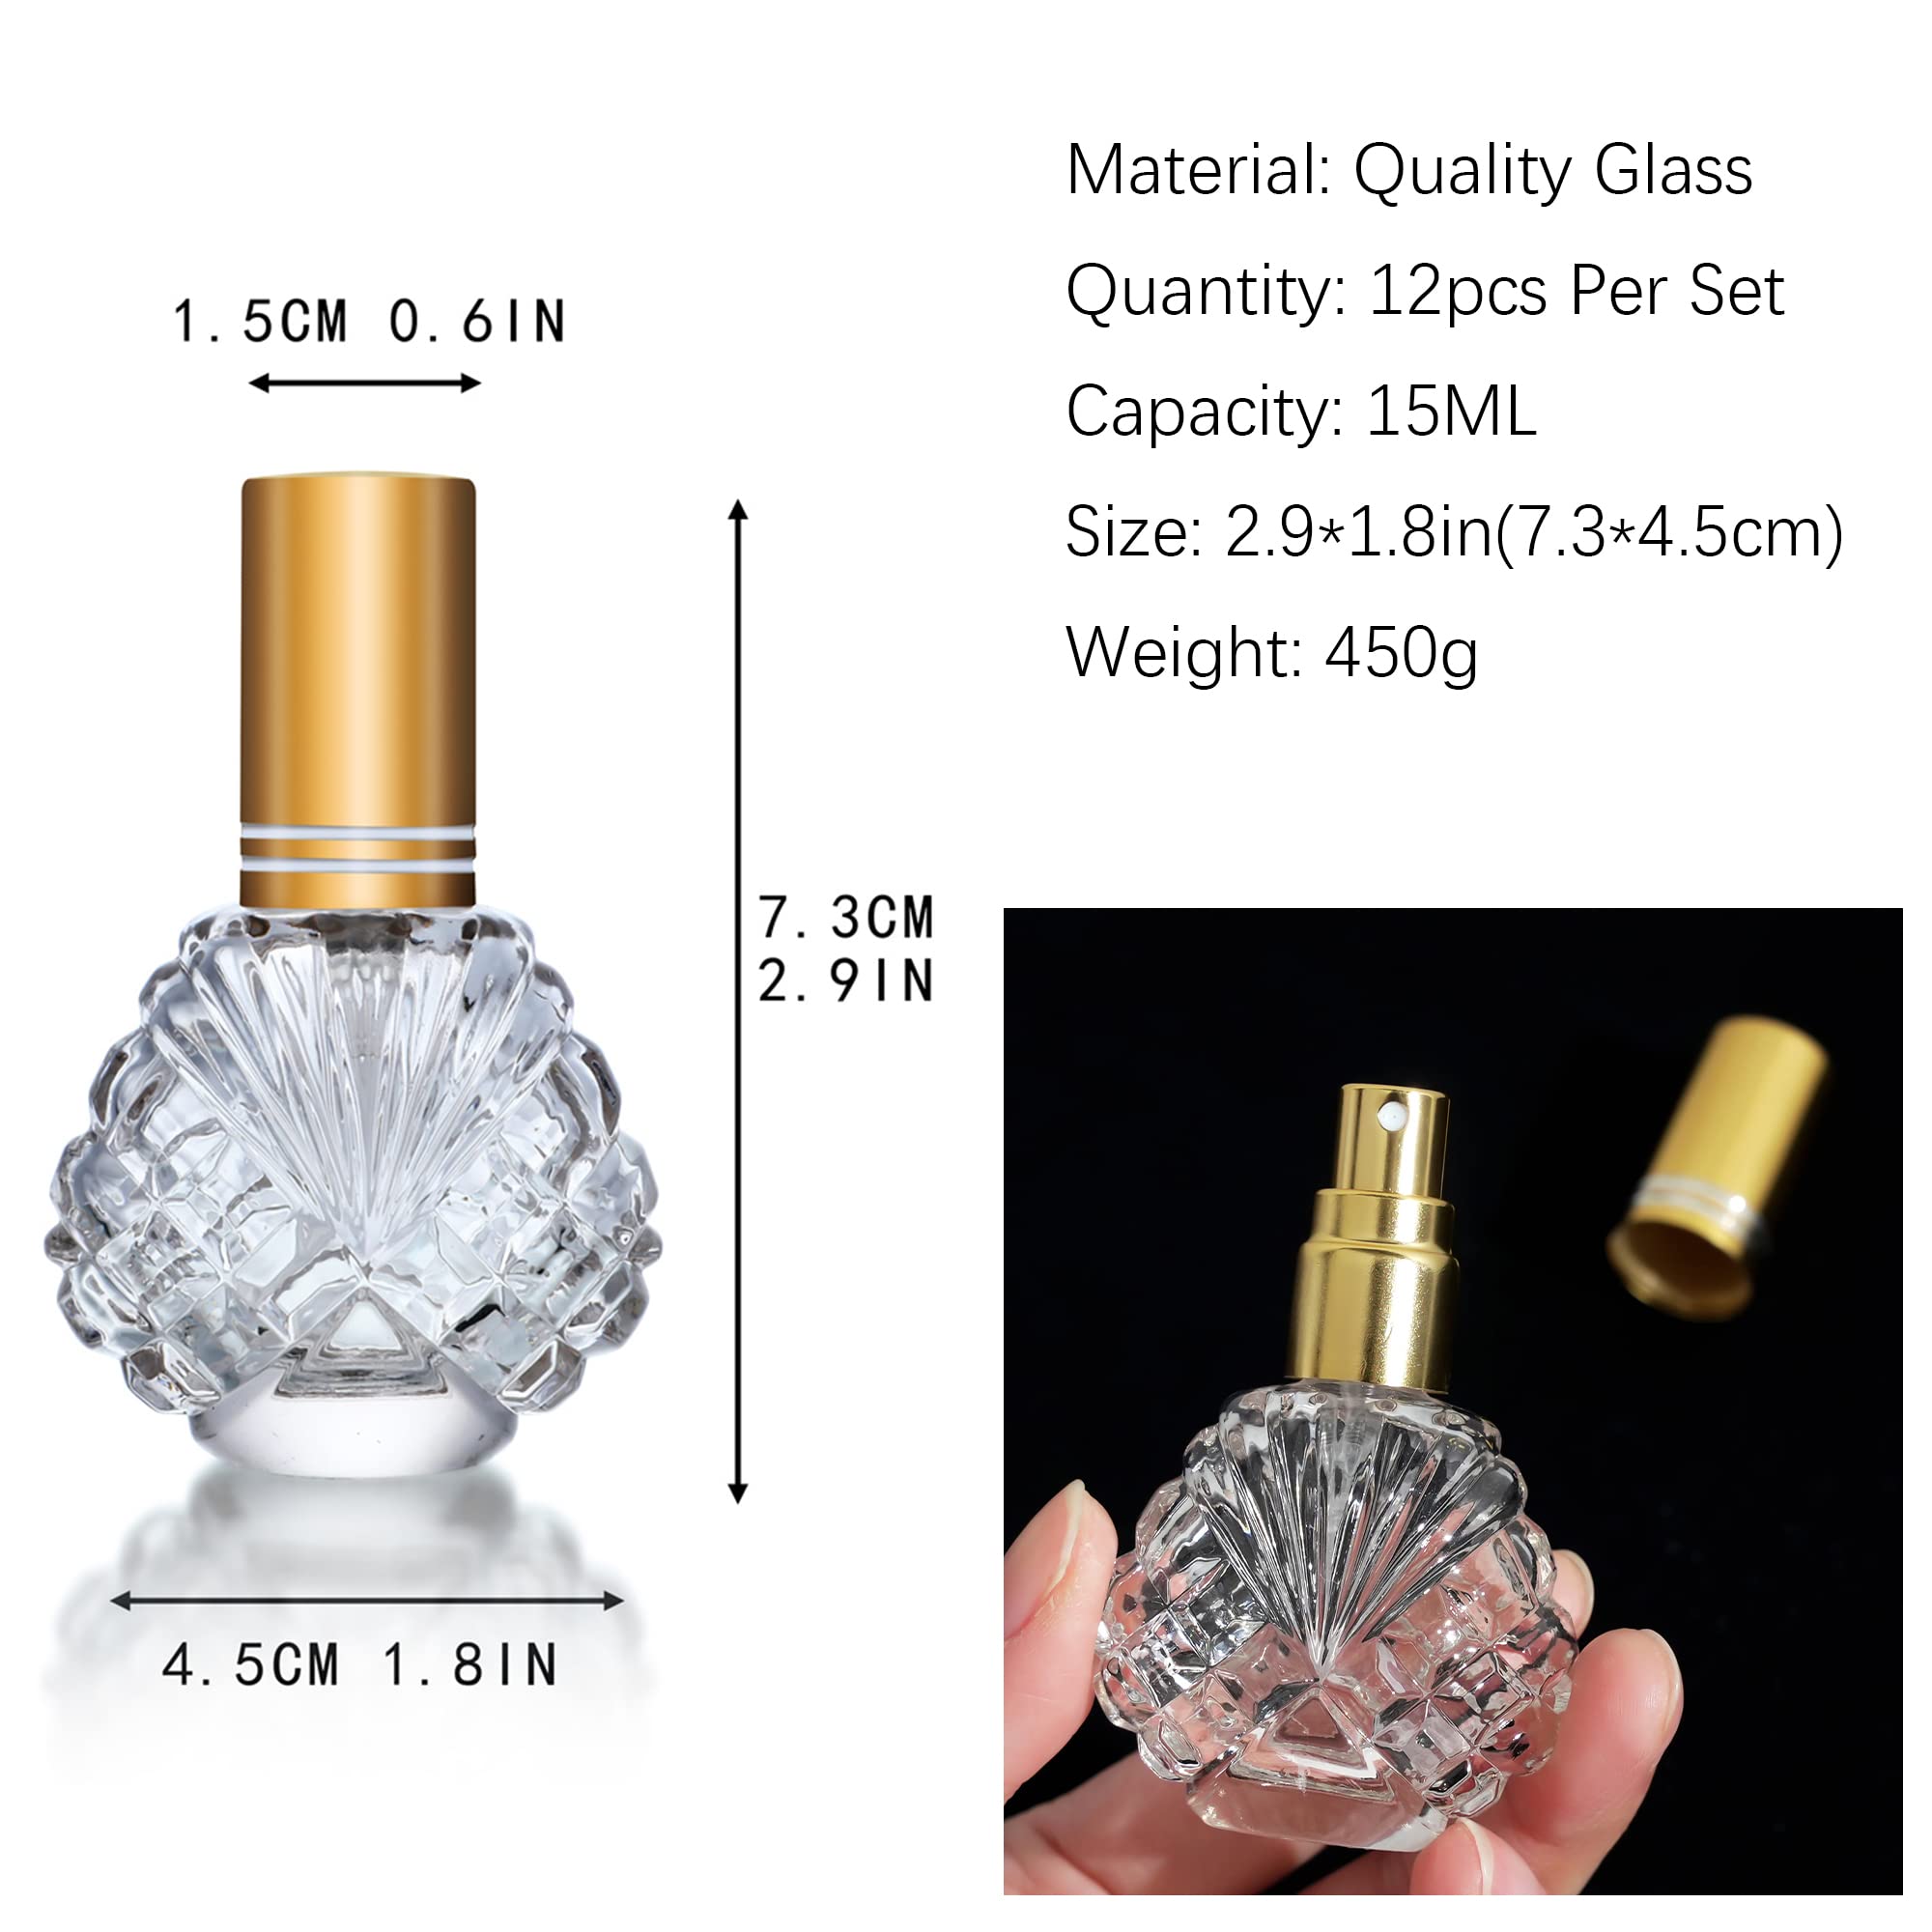 Material: Quality Glass
Quantity: 12pcs Per Set
Capacity: 15ML
Size: 2.9*1.8in(7.3*4.5cm)
Weight: 450g
1.5CM 0.6IN
7.3CM
2.9IN
4.5CM 1.8IN